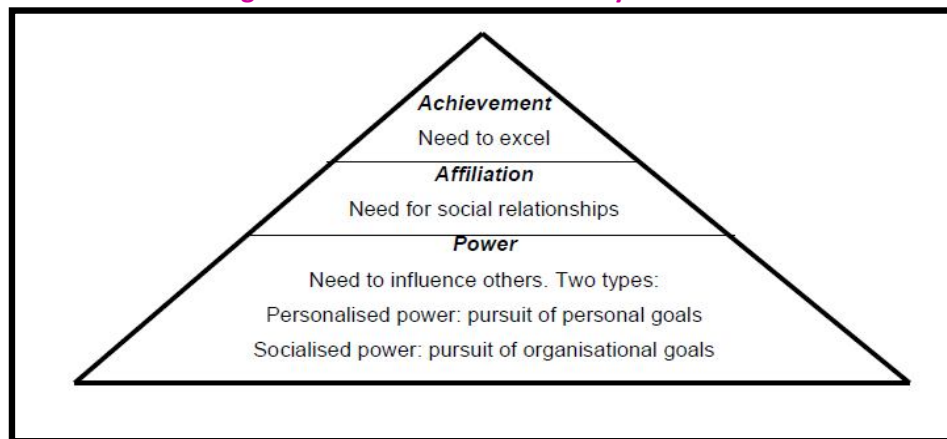 Achievement
Need to excel
Affiliation
Need for social relationships
Power
Need to influence others. Two types:
Personalised power: pursuit of personal goals
Socialised power: pursuit of organisational goals